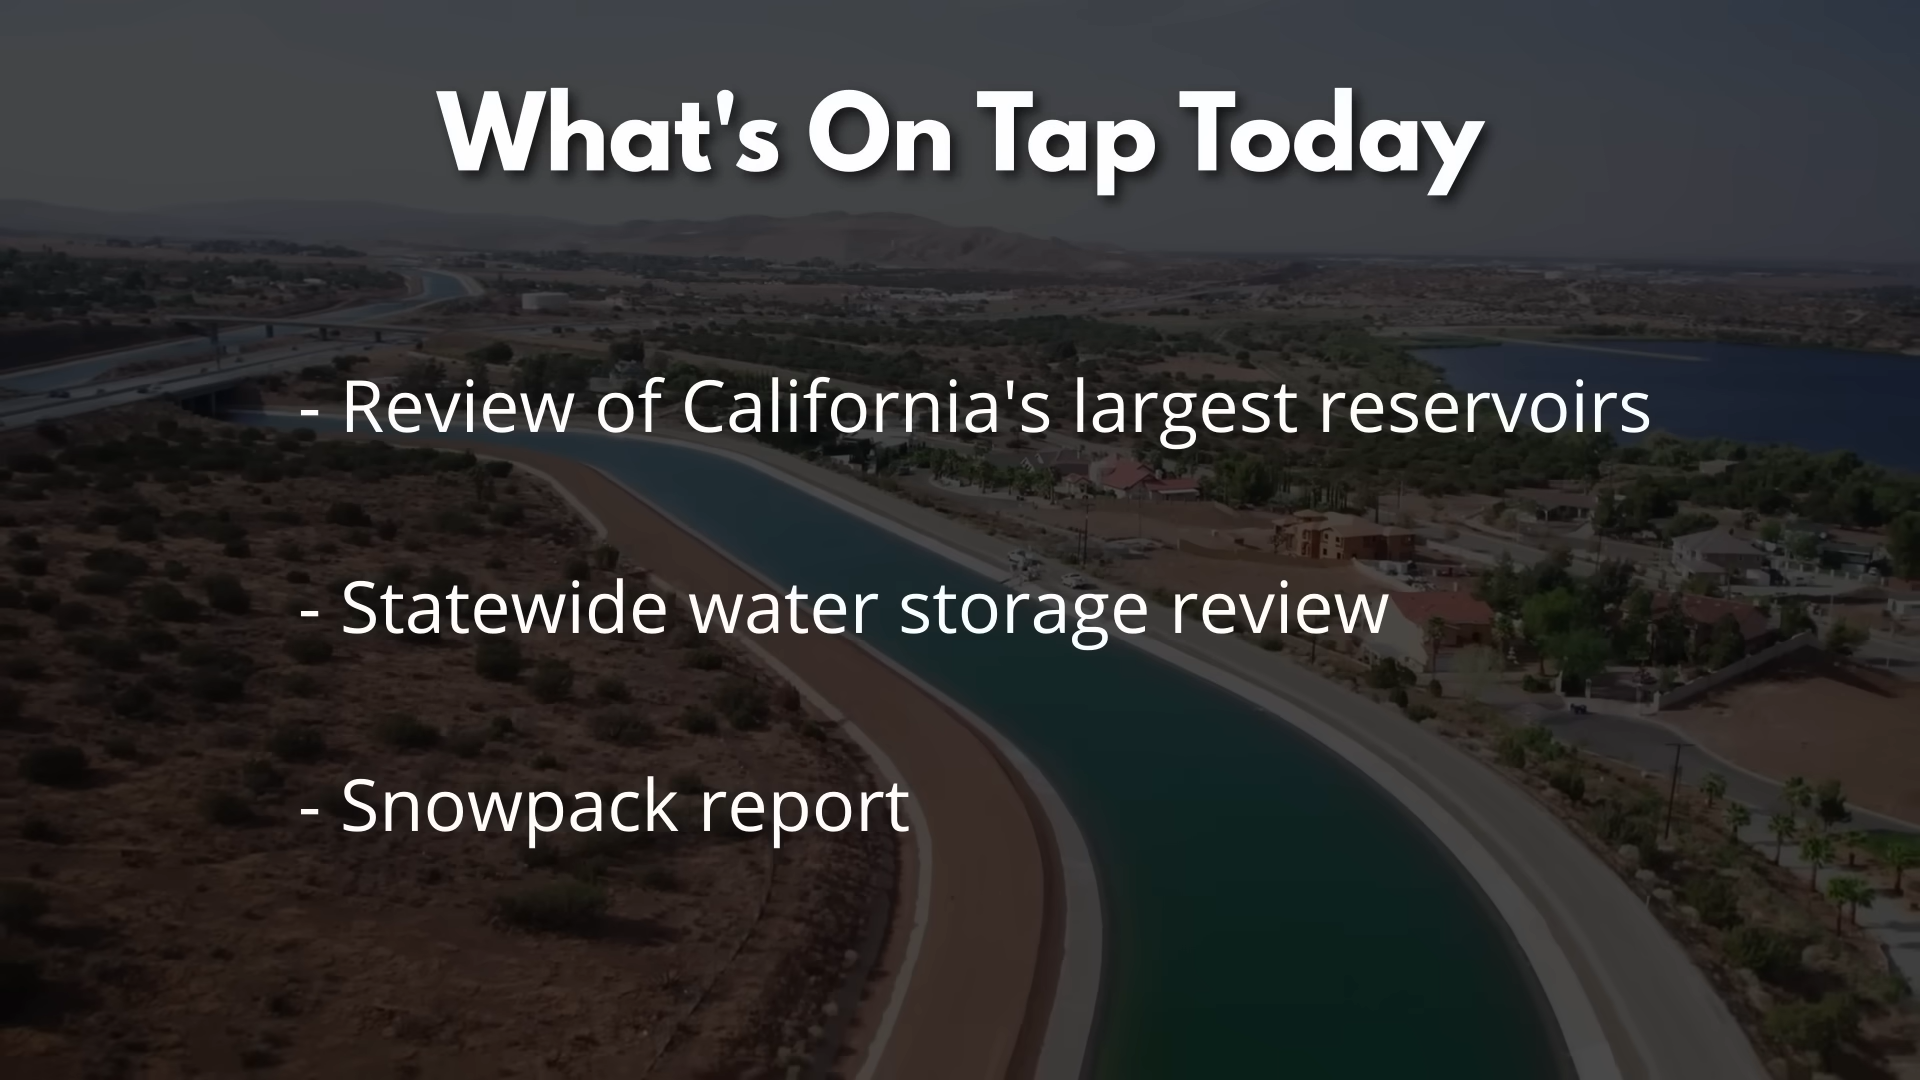 What's On Tap Today
- Review of California's largest reservoirs
- Statewide water storage review
- Snowpack report